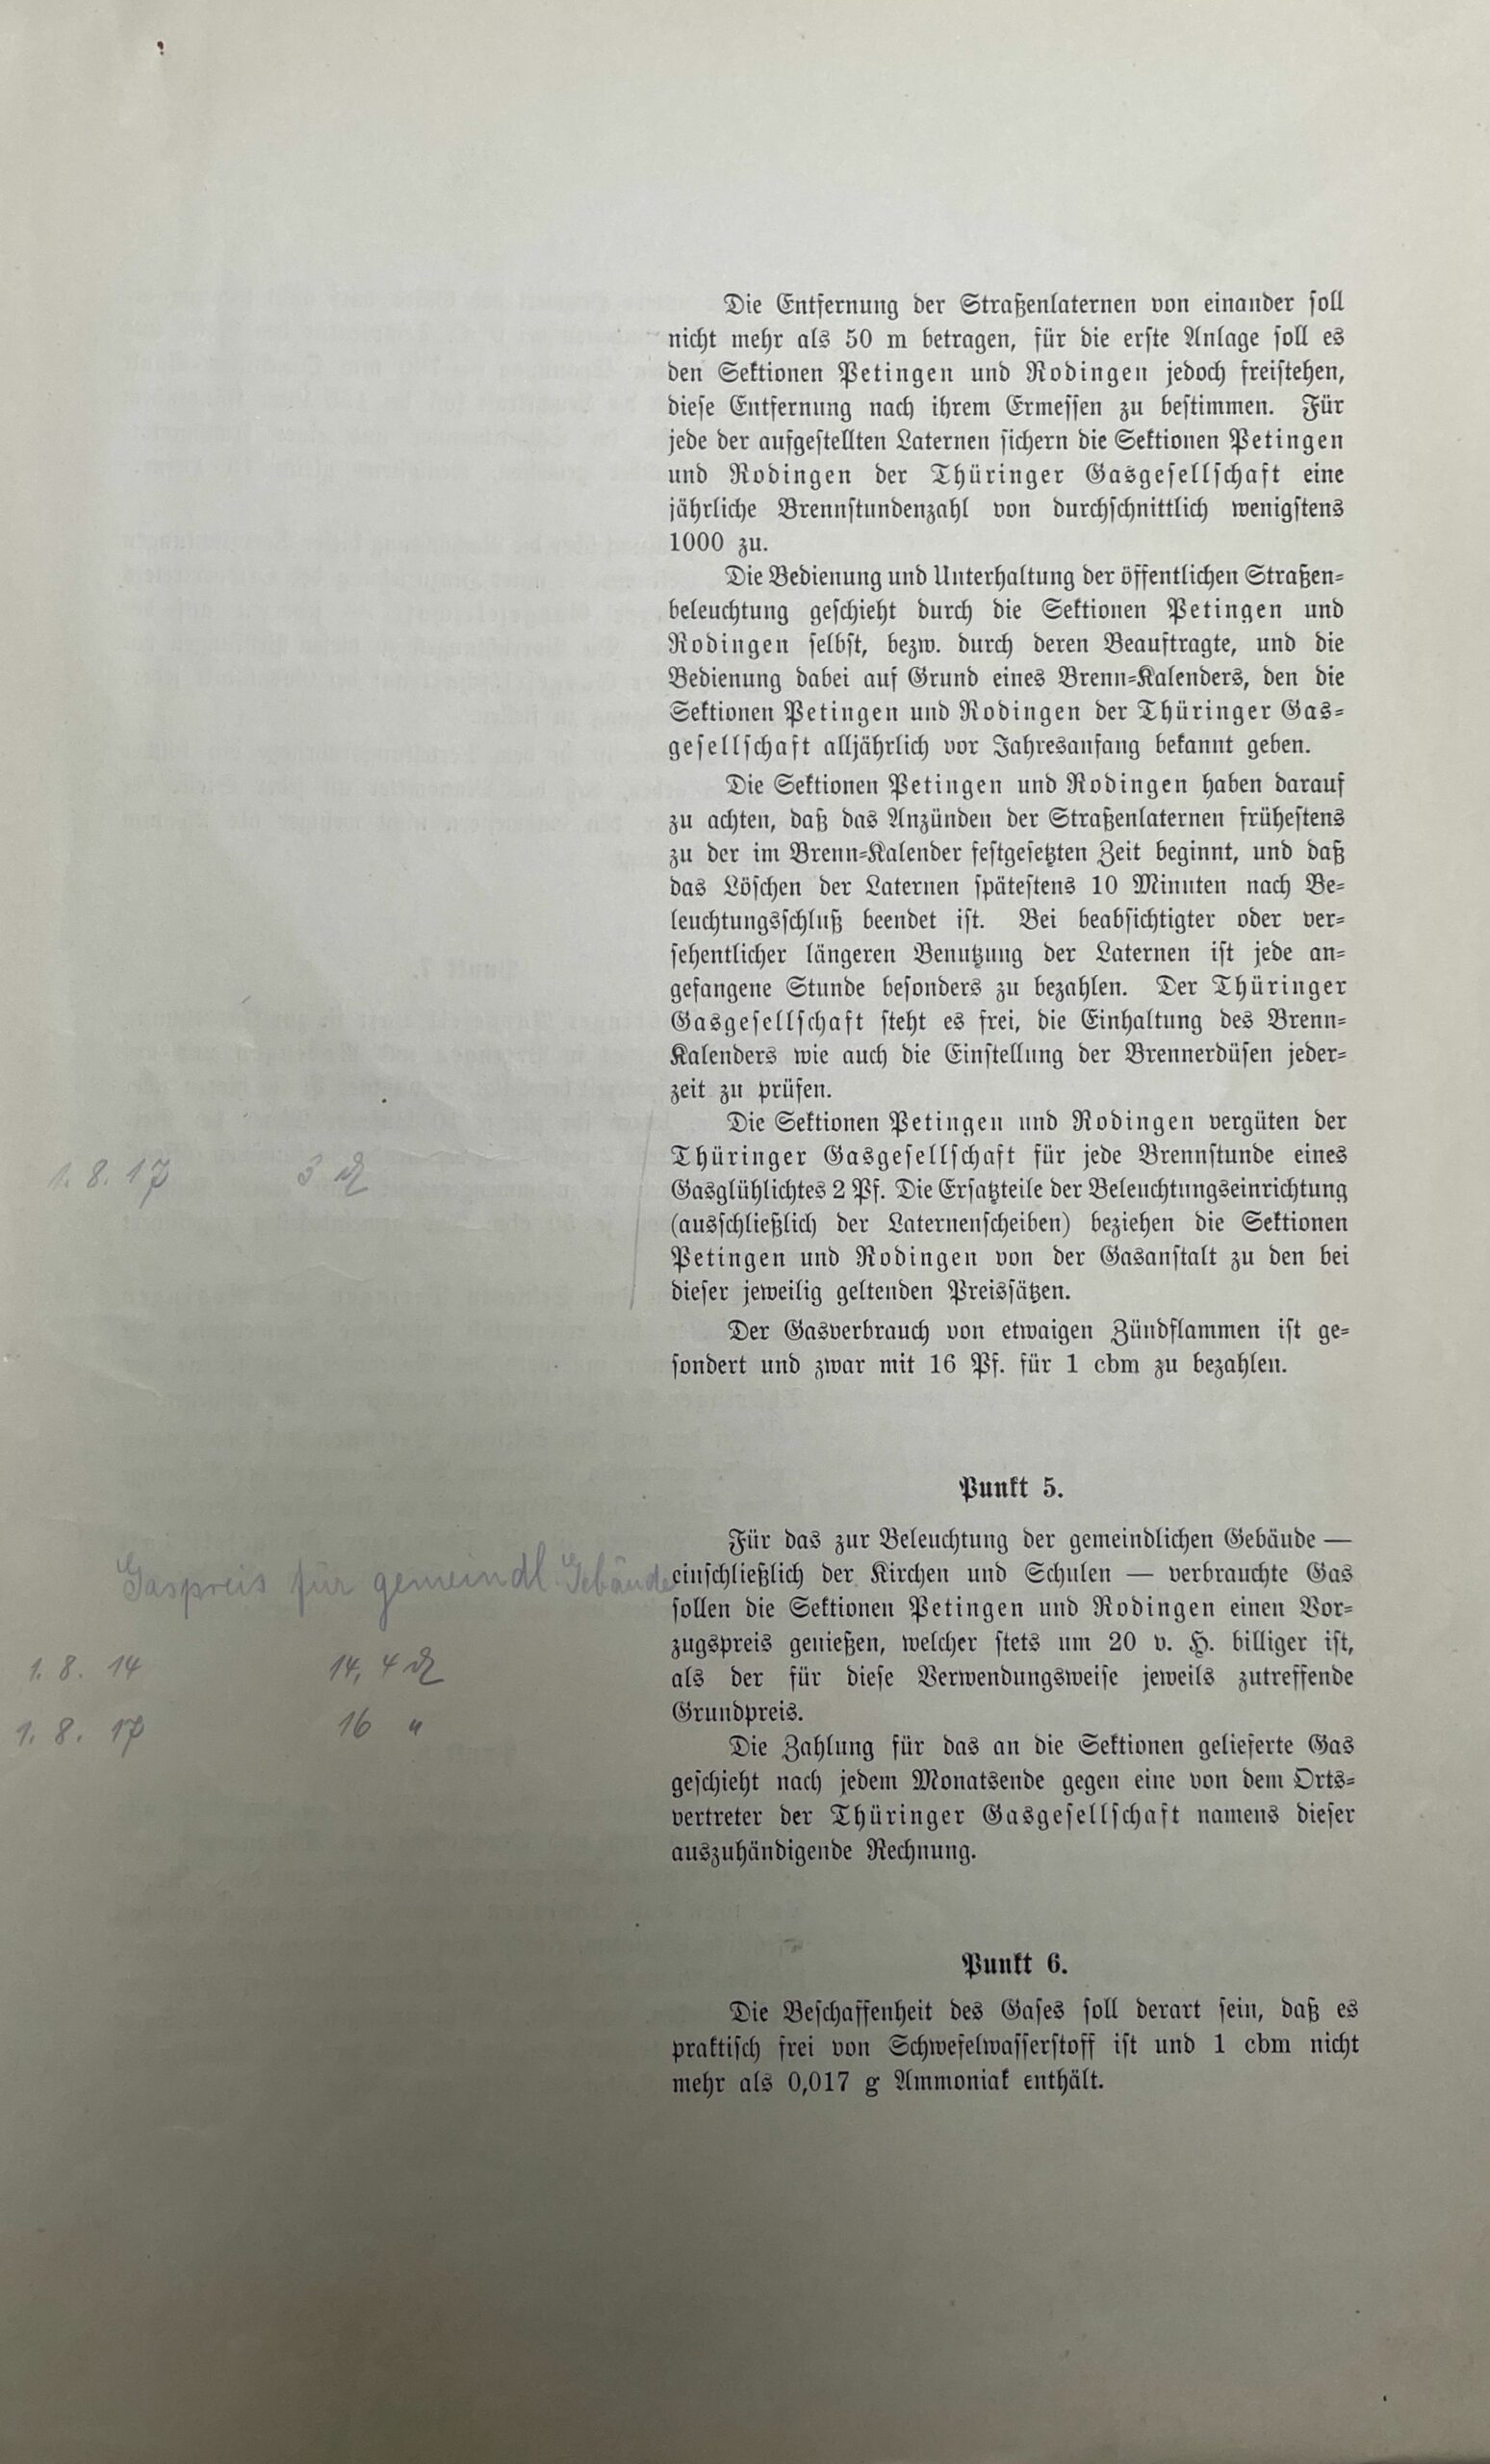 Die Entfernung der Straßenlaternen von einander soll
nicht mehr als 50 m betragen, für die erste Anlage soll es
den Sektionen Petingen und Rodingen jedoch freistehen,
diese Entfernung nach ihrem Ermessen zu bestimmen. Für
jede der aufgestellten Laternen sichern die Sektionen Petingen
und Rodingen der Thüringer Gasgesellschaft eine
jährliche Brennstundenzahl von durchschnittlich wenigstens
1000 zu.
Die Bedienung und Unterhaltung der öffentlichen Straßen-
beleuchtung geschieht durch die Sektionen Petingen und
Rodingen selbst, bezw. durch deren Beauftragte, und die
Bedienung dabei auf Grund eines Brenn-Kalenders, den die
Sektionen Petingen und Rodingen der Thüringer Gas-
gesellschaft alljährlich vor Jahresanfang bekannt geben.
Die Sektionen Petingen und Rodingen haben darauf
zu achten, daß das Anzünden der Straßenlaternen frühestens
zu der im Brenn-Kalender festgesetzten Zeit beginnt, und daß
das Löschen der Laternen spätestens 10 Minuten nach Be-
leuchtungsschluß beendet ist. Bei beabsichtigter oder ver-
sehentlicher längeren Benutzung der Laternen ist jede an-
gefangene Stunde besonders zu bezahlen. Der Thüringer
Gasgesellschaft steht es frei, die Einhaltung des Brenn-
Kalenders wie auch die Einstellung der Brennerdüsen jeder-
zeit zu prüfen.
Die Sektionen Petingen und Rodingen vergüten der
Thüringer Gasgesellschaft für jede Brennstunde eines
Gasglühlichtes 2 Pf. Die Ersatzteile der Beleuchtungseinrichtung
(ausschließlich der Laternenscheiben) beziehen die Sektionen
Petingen und Rodingen von der Gasanstalt zu den bei
dieser jeweilig geltenden Preissätzen.
1. 8. 17 3 ₰
Der Gasverbrauch von etwaigen Zündflammen ist ge-
sondert und zwar mit 16 Pf. für 1 cbm zu bezahlen.
Punkt 5.
Für das zur Beleuchtung der gemeindlichen Gebäude —
einschließlich der Kirchen und Schulen — verbrauchte Gas
sollen die Sektionen Petingen und Rodingen einen Vor-
zugspreis genießen, welcher stets um 20 v. H. billiger ist,
als der für diese Verwendungsweise jeweils zutreffende
Grundpreis.
Gaspreis für gemeindl. Gebäude
1. 8. 14 14,4 ₰
1. 8. 17 16 "
Die Zahlung für das an die Sektionen gelieferte Gas
geschieht nach jedem Monatsende gegen eine von dem Orts-
vertreter der Thüringer Gasgesellschaft namens dieser
auszuhändigende Rechnung.
Punkt 6.
Die Beschaffenheit des Gases soll derart sein, daß es
praktisch frei von Schwefelwasserstoff ist und 1 cbm nicht
mehr als 0,017 g Ammoniak enthält.